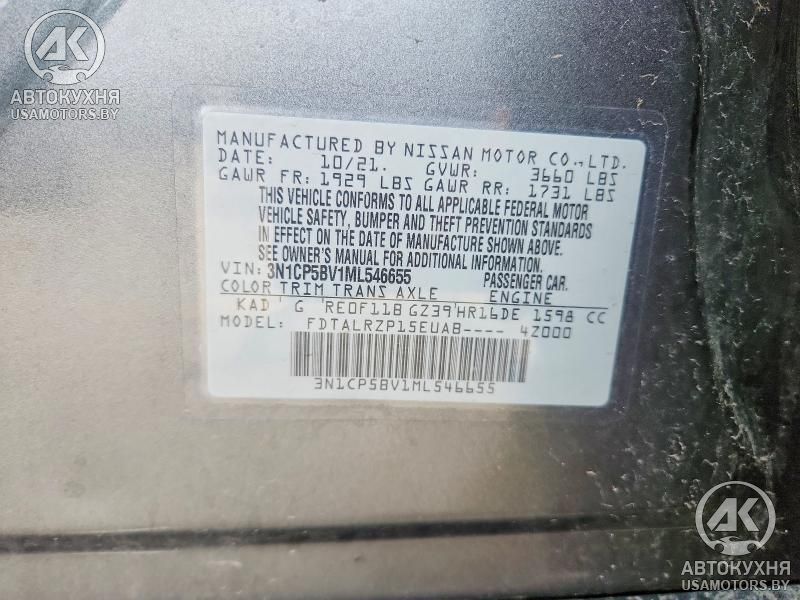 AK
АВТОКУХНЯ
USAMOTORS.BY
MANUFACTURED BY NISSAN MOTOR CO., LTD.
DATE: 10/21. GVWR: 3660 LBS
GAWR FR: 1929 LBS GAWR RR: 1731 LBS
THIS VEHICLE CONFORMS TO ALL APPLICABLE FEDERAL MOTOR
VEHICLE SAFETY, BUMPER AND THEFT PREVENTION STANDARDS
IN EFFECT ON THE DATE OF MANUFACTURE SHOWN ABOVE.
SEE OWNER'S MANUAL FOR ADDITIONAL INFORMATION.
VIN: 3N1CP5BV1ML546655 PASSENGER CAR.
COLOR TRIM TRANS AXLE ENGINE
KAD G RE0F11B GZ39 HR16DE 1598 CC
MODEL: FDTALRZP15EUAB---- 4Z000
3N1CP5BV1ML546655
AK
АВТОКУХНЯ
USAMOTORS.BY